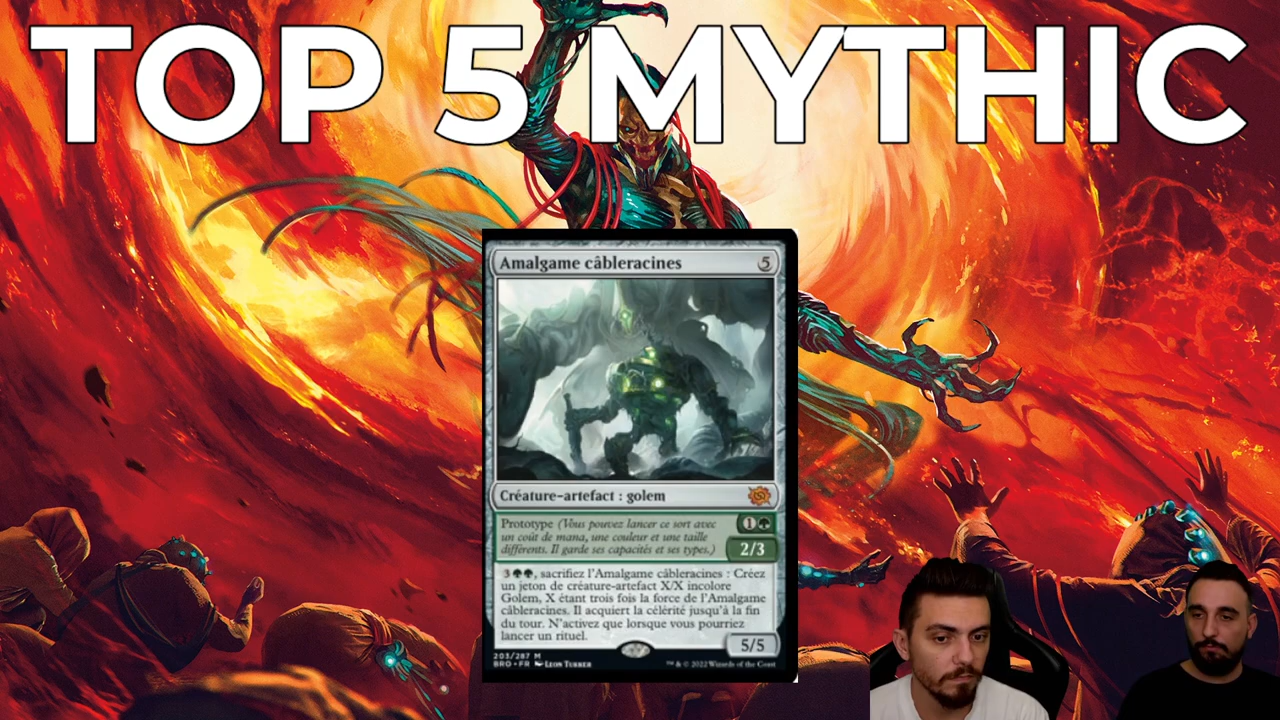 TOP 5 MYTHIC
Amalgame câbleracines 5
Créature-artefact : golem
Prototype (Vous pouvez lancer ce sort avec 1
un coût de mana, une couleur et une taille
différents. Il garde ses capacités et ses types.) 2/3
3, sacrifiez l'Amalgame câbleracines : Créez
un jeton de créature-artefact X/X incolore
Golem, X étant trois fois la force de l'Amalgame
câbleracines. Il acquiert la célérité jusqu'à la fin
du tour. N'activez que lorsque vous pourriez
lancer un rituel.
5/5
203/287 M
BRO • FR LEON TUKKER
™ & © 2022 Wizards of the Coast